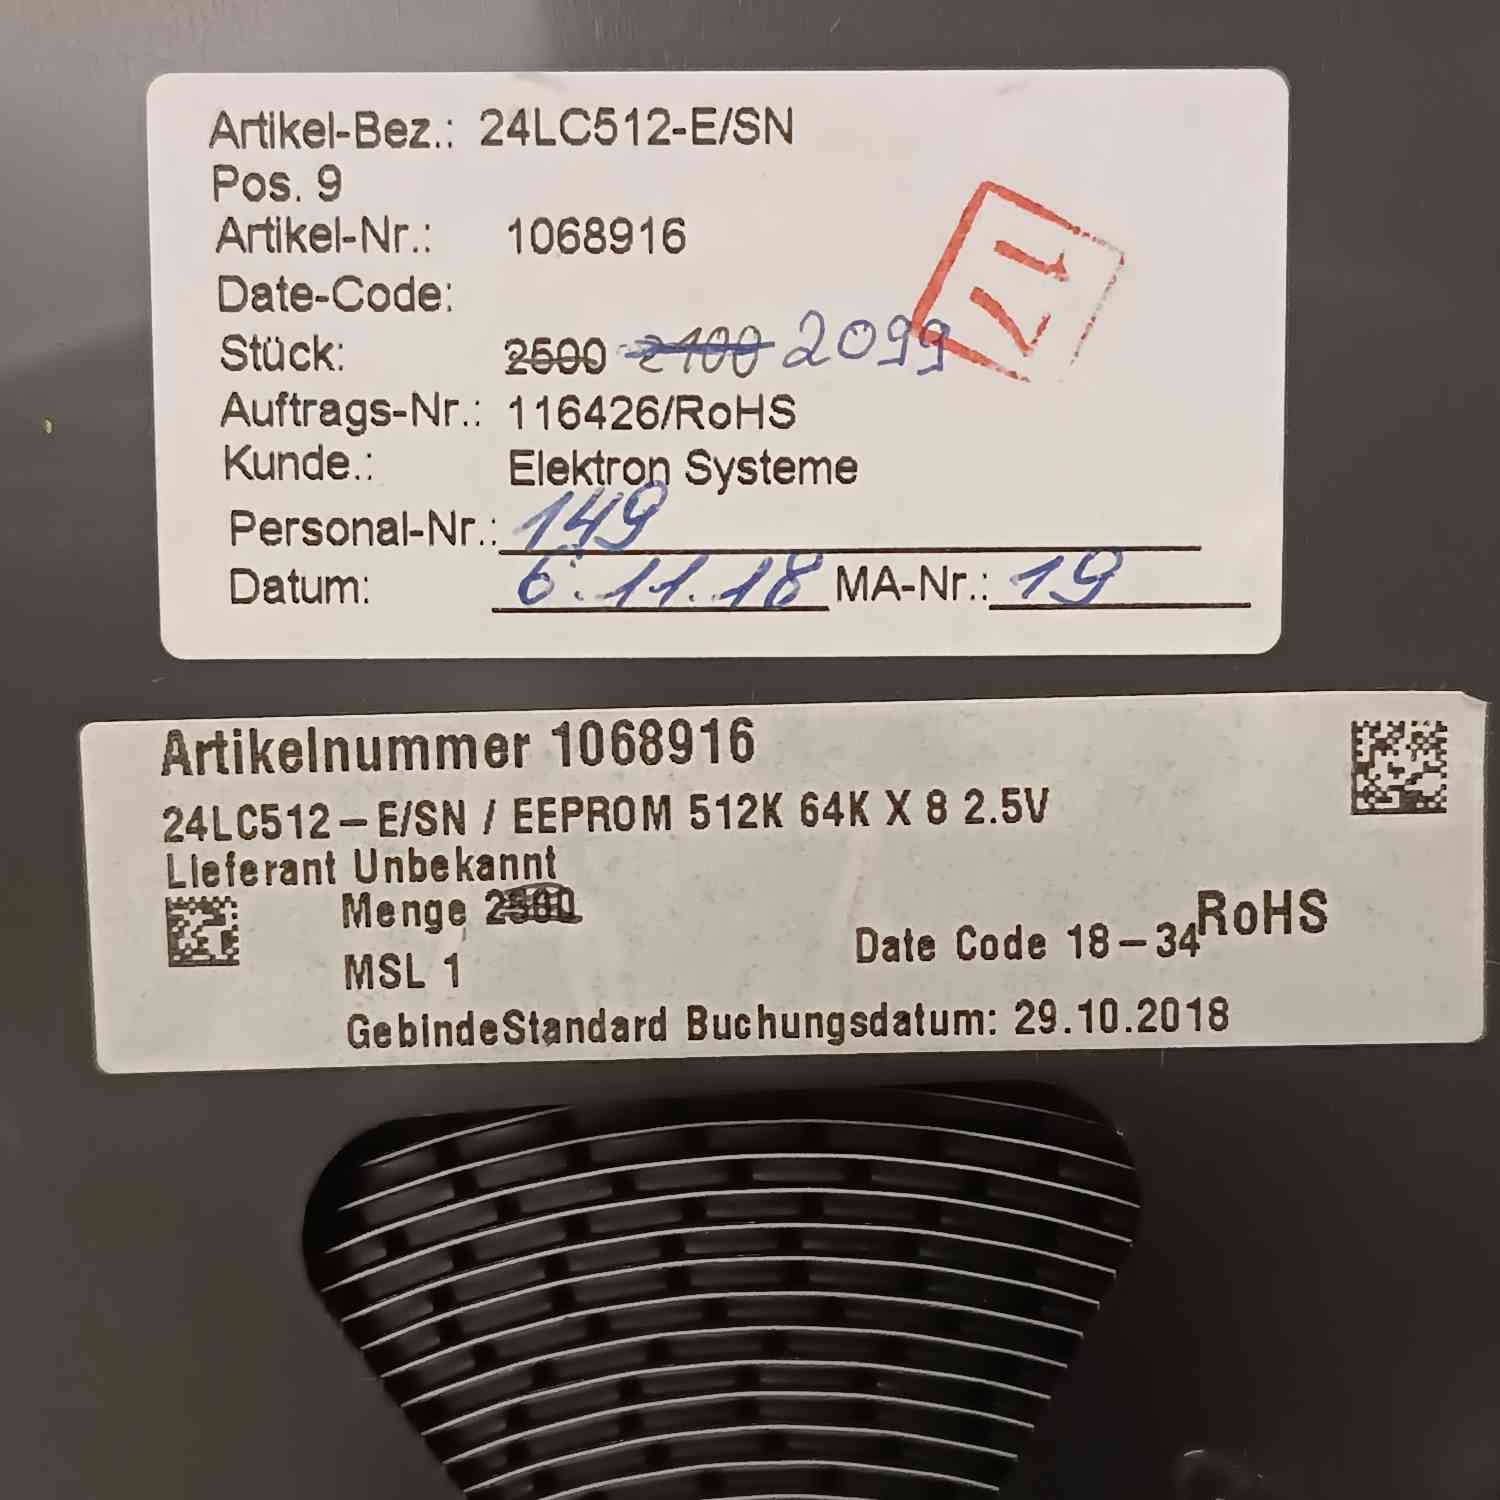 Artikel-Bez.: 24LC512-E/SN
Pos. 9
Artikel-Nr.: 1068916
Date-Code:
Stück: 2500 2100 2099
Auftrags-Nr.: 116426/RoHS
Kunde.: Elektron Systeme
Personal-Nr.: 149
Datum: 6.11.18 MA-Nr.: 19
17
Artikelnummer 1068916
24LC512-E/SN / EEPROM 512K 64K X 8 2.5V
Lieferant Unbekannt
Menge 2500
Date Code 18-34 RoHS
MSL 1
GebindeStandard Buchungsdatum: 29.10.2018